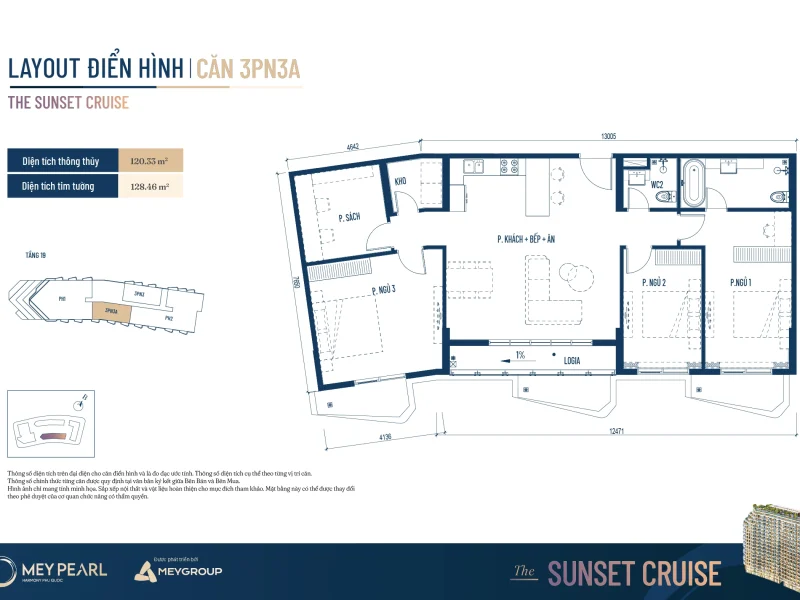 LAYOUT ĐIỂN HÌNH | CĂN 3PN3A
THE SUNSET CRUISE
Diện tích thông thủy 120.33 m²
Diện tích tim tường 128.46 m²
TẦNG 19
PH1
3PN3
3PN3A
PH2
4642
13005
7650
KHO
P. SÁCH
P. NGỦ 3
P. KHÁCH + BẾP + ĂN
WC2
P. NGỦ 2
P.NGỦ 1
1%
LOGIA
4136
12471
Thông số diện tích trên đại diện cho căn điển hình và là đo đạc ước tính. Thông số diện tích cụ thể theo từng vị trí căn.
Thông số chính thức từng căn được quy định tại văn bản ký kết giữa Bên Bán và Bên Mua.
Hình ảnh chỉ mang tính minh họa. Sắp xếp nội thất và vật liệu hoàn thiện cho mục đích tham khảo. Mặt bằng này có thể được thay đổi
theo phê duyệt của cơ quan chức năng có thẩm quyền.
MEY PEARL
HARMONY PHU QUOC
Được phát triển bởi
MEYGROUP
The SUNSET CRUISE